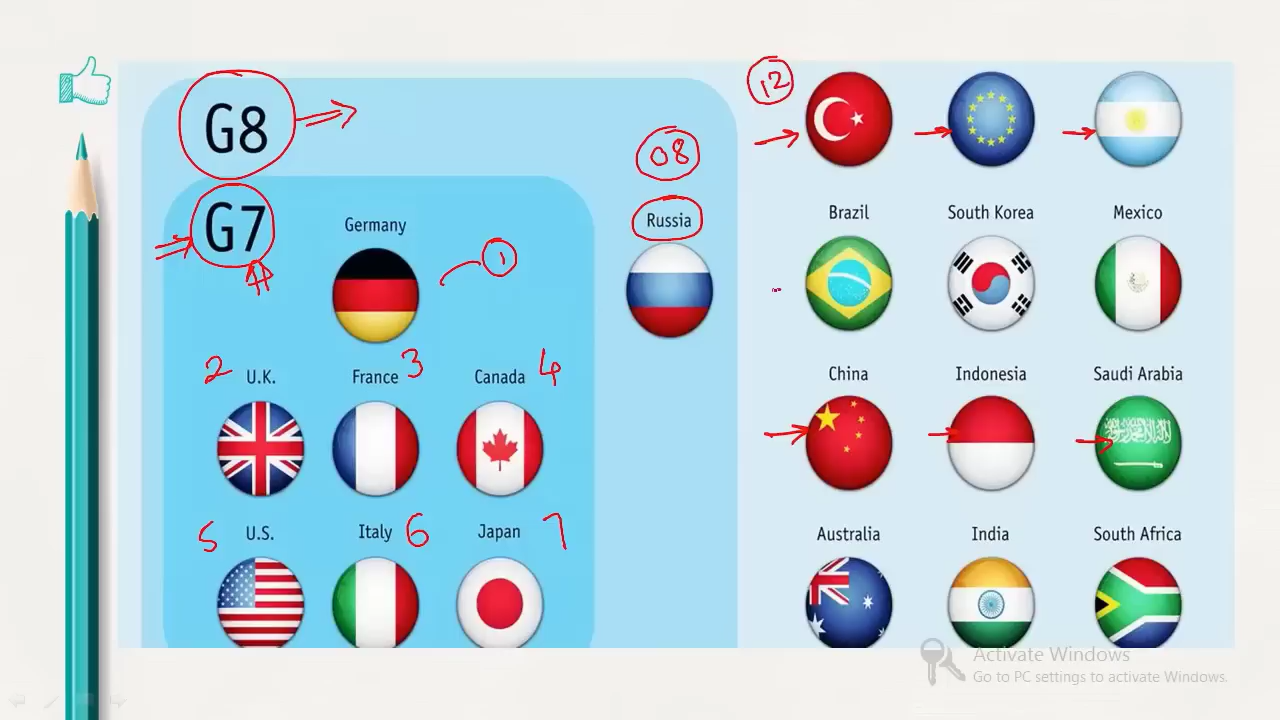 G8
G7
Germany
1
2 U.K.
France 3
Canada 4
5 U.S.
Italy 6
Japan 7
08
Russia
12
Brazil
South Korea
Mexico
China
Indonesia
Saudi Arabia
Australia
India
South Africa
Activate Windows
Go to PC settings to activate Windows.